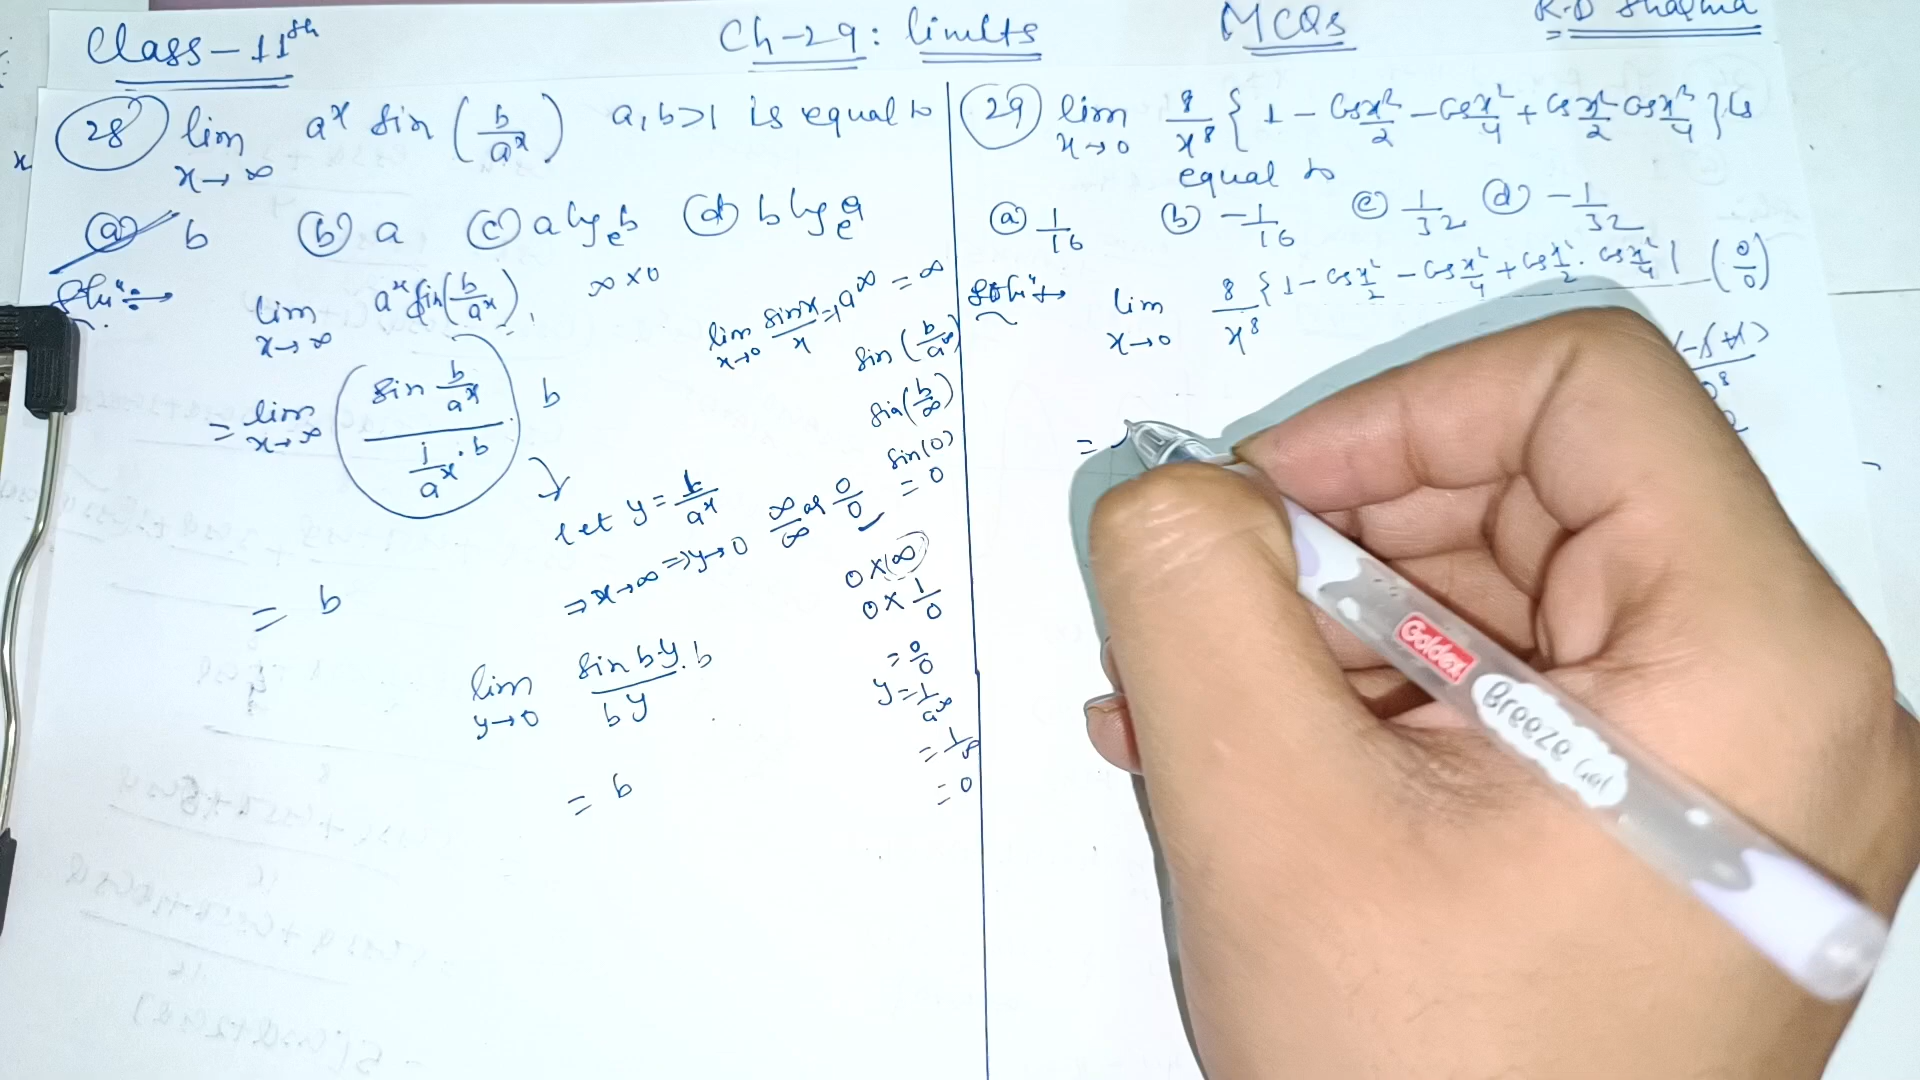 Class-11th Ch-29: limits MCQs R.D Sharma
28 lim x→∞ a^x sin (b/a^x) a,b>1 is equal to
(a) b (b) a (c) a log_e b (d) b log_e a
Solu^n:→ lim x→∞ a^x sin(b/a^x) ∞×0
lim x→0 sinx/x = 1
a^∞ = ∞
= lim x→∞ (sin b/a^x / 1/a^x · b) b
sin (b/a^∞)
sin(b/∞)
sin(0)
= 0
let y = b/a^x
⇒ x→∞ ⇒ y→0
∞/∞ or 0/0
0×∞
0×1/0
= 0/0
= b
lim y→0 sin b·y/by · b
y = 1/a^x
= 1/∞
= 0
= b
29 lim x→0 8/x^8 { 1 - cos x²/2 - cos x²/4 + cos x²/2 cos x²/4 } is
equal to
(a) 1/16 (b) -1/16 (c) 1/32 (d) -1/32
Solu^n:→ lim x→0 8/x^8 { 1 - cos x²/2 - cos x²/4 + cos x²/2 · cos x²/4 } (0/0)
=
Goldex
Breeze Gel